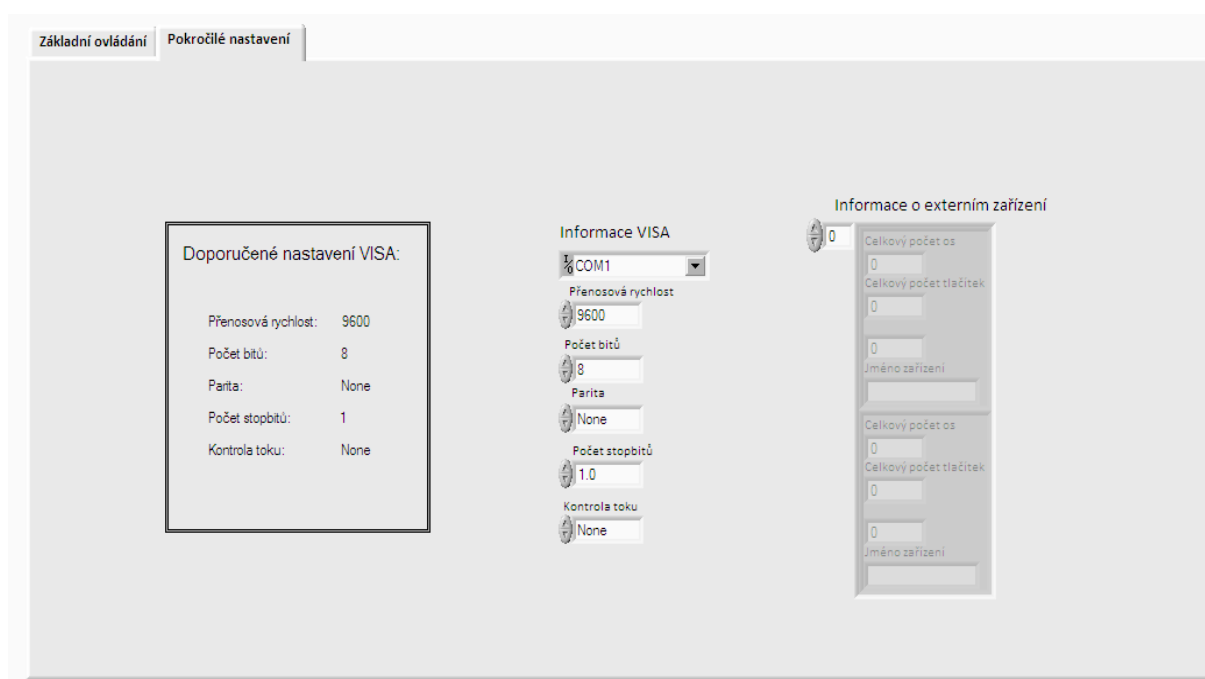 Základní ovládání
Pokročilé nastavení
Doporučené nastavení VISA:
Přenosová rychlost: 9600
Počet bitů: 8
Parita: None
Počet stopbitů: 1
Kontrola toku: None
Informace VISA
I/O COM1
Přenosová rychlost
9600
Počet bitů
8
Parita
None
Počet stopbitů
1.0
Kontrola toku
None
Informace o externím zařízení
0
Celkový počet os
0
Celkový počet tlačítek
0
0
Jméno zařízení
Celkový počet os
0
Celkový počet tlačítek
0
0
Jméno zařízení